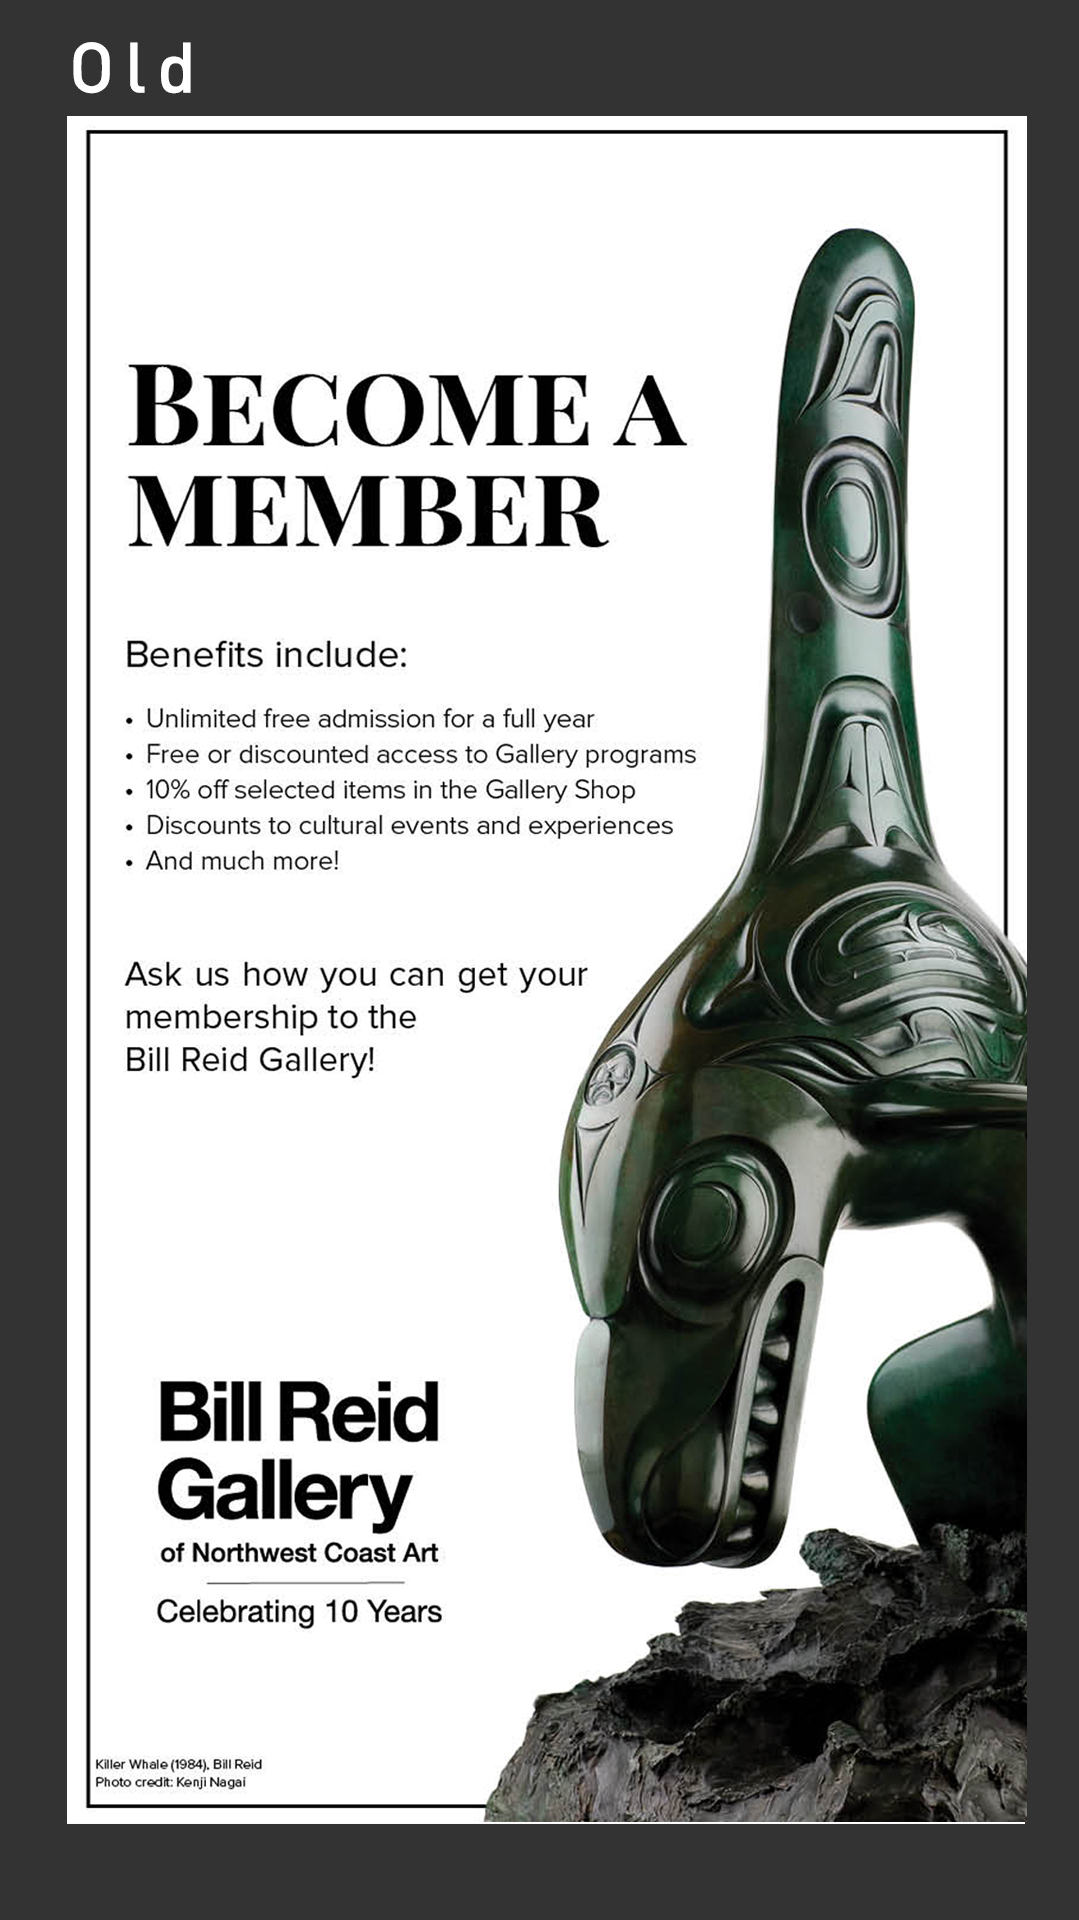 Old
BECOME A
MEMBER
Benefits include:
• Unlimited free admission for a full year
• Free or discounted access to Gallery programs
• 10% off selected items in the Gallery Shop
• Discounts to cultural events and experiences
• And much more!
Ask us how you can get your
membership to the
Bill Reid Gallery!
Bill Reid
Gallery
of Northwest Coast Art
Celebrating 10 Years
Killer Whale (1984), Bill Reid
Photo credit: Kenji Nagai